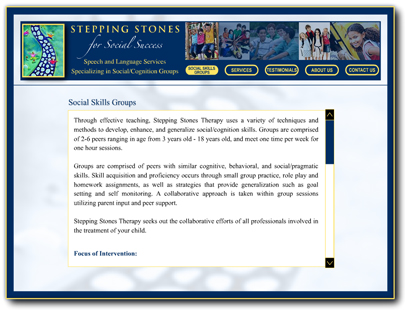 STEPPING STONES
for Social Success
Speech and Language Services
Specializing in Social/Cognition Groups
SOCIAL SKILLS
GROUPS
SERVICES
TESTIMONIALS
ABOUT US
CONTACT US
Social Skills Groups
Through effective teaching, Stepping Stones Therapy uses a variety of techniques and
methods to develop, enhance, and generalize social/cognition skills. Groups are comprised
of 2-6 peers ranging in age from 3 years old - 18 years old, and meet one time per week for
one hour sessions.
Groups are comprised of peers with similar cognitive, behavioral, and social/pragmatic
skills. Skill acquisition and proficiency occurs through small group practice, role play and
homework assignments, as well as strategies that provide generalization such as goal
setting and self monitoring. A collaborative approach is taken within group sessions
utilizing parent input and peer support.
Stepping Stones Therapy seeks out the collaborative efforts of all professionals involved in
the treatment of your child.
Focus of Intervention: